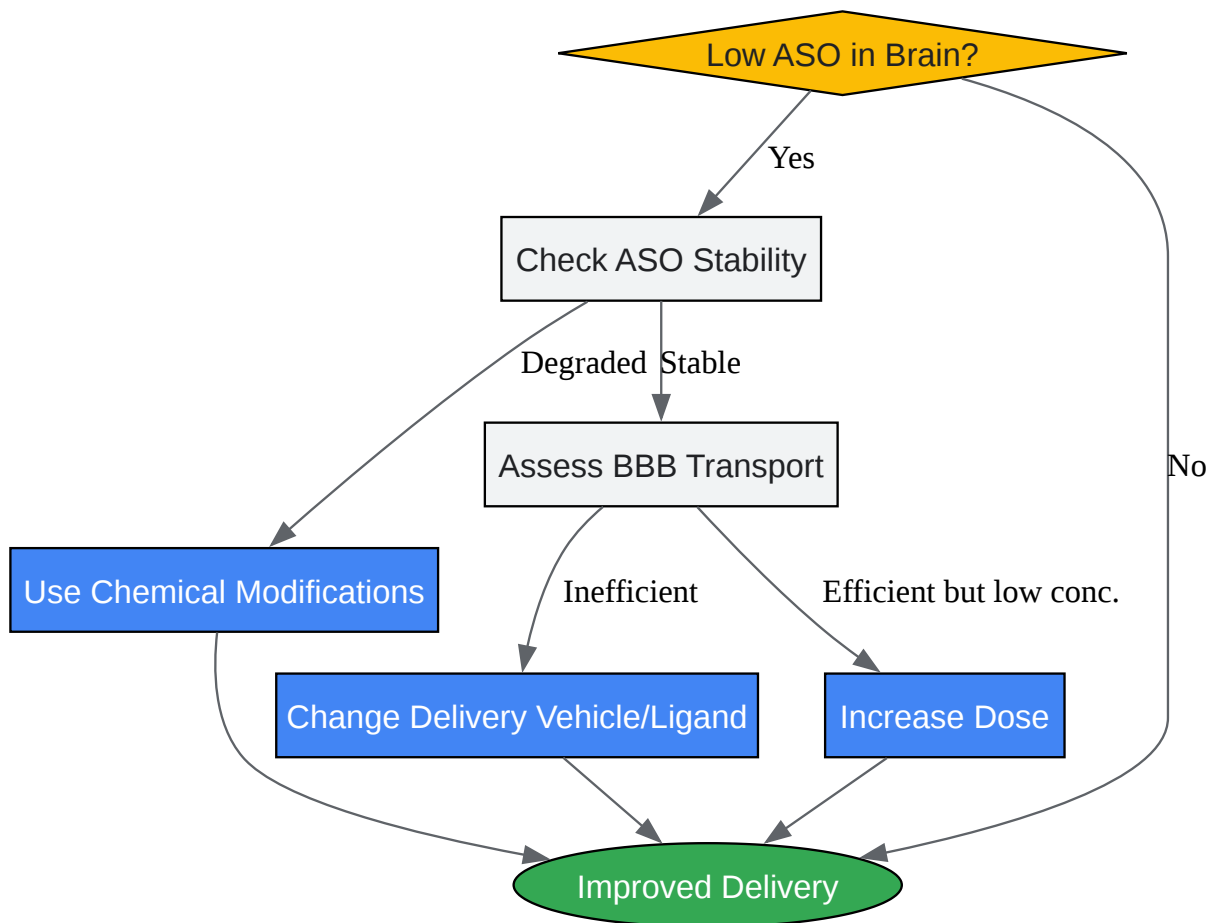 Low ASO in Brain?
Yes
Check ASO Stability
Degraded
Stable
Assess BBB Transport
No
Use Chemical Modifications
Inefficient
Efficient but low conc.
Change Delivery Vehicle/Ligand
Increase Dose
Improved Delivery